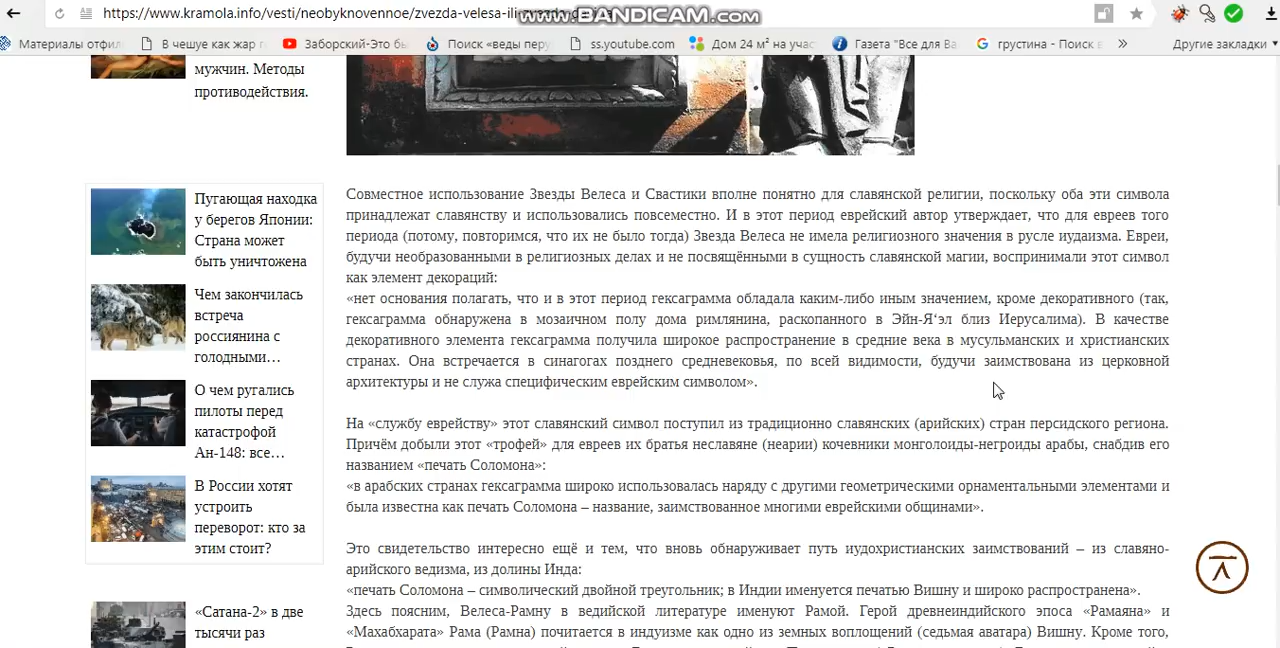 https://www.kramola.info/vesti/neobyknovennoe/zvezda-velesa-ili-
www.BANDICAM.com
Материалы отфил
В чешуе как жар
Заборский-Это бы
Поиск «веды перу
ss.youtube.com
Дом 24 м² на учас
Газета "Все для Ва
грустина - Поиск в
»
Другие закладки
мужчин. Методы
противодействия.
Пугающая находка
у берегов Японии:
Страна может
быть уничтожена
Чем закончилась
встреча
россиянина с
голодными…
О чем ругались
пилоты перед
катастрофой
Ан-148: все…
В России хотят
устроить
переворот: кто за
этим стоит?
«Сатана-2» в две
тысячи раз
Совместное использование Звезды Велеса и Свастики вполне понятно для славянской религии, поскольку оба эти символа
принадлежат славянству и использовались повсеместно. И в этот период еврейский автор утверждает, что для евреев того
периода (потому, повторимся, что их не было тогда) Звезда Велеса не имела религиозного значения в русле иудаизма. Евреи,
будучи необразованными в религиозных делах и не посвящёнными в сущность славянской магии, воспринимали этот символ
как элемент декораций:
«нет основания полагать, что и в этот период гексаграмма обладала каким-либо иным значением, кроме декоративного (так,
гексаграмма обнаружена в мозаичном полу дома римлянина, раскопанного в Эйн-Я‘эл близ Иерусалима). В качестве
декоративного элемента гексаграмма получила широкое распространение в средние века в мусульманских и христианских
странах. Она встречается в синагогах позднего средневековья, по всей видимости, будучи заимствована из церковной
архитектуры и не служа специфическим еврейским символом».
На «службу еврейству» этот славянский символ поступил из традиционно славянских (арийских) стран персидского региона.
Причём добыли этот «трофей» для евреев их братья неславяне (неарии) кочевники монголоиды-негроиды арабы, снабдив его
названием «печать Соломона»:
«в арабских странах гексаграмма широко использовалась наряду с другими геометрическими орнаментальными элементами и
была известна как печать Соломона – название, заимствованное многими еврейскими общинами».
Это свидетельство интересно ещё и тем, что вновь обнаруживает путь иудохристианских заимствований – из славяно-
арийского ведизма, из долины Инда:
«печать Соломона – символический двойной треугольник; в Индии именуется печатью Вишну и широко распространена».
Здесь поясним, Велеса-Рамну в ведийской литературе именуют Рамой. Герой древнеиндийского эпоса «Рамаяна» и
«Махабхарата» Рама (Рамна) почитается в индуизме как одно из земных воплощений (седьмая аватара) Вишну. Кроме того,